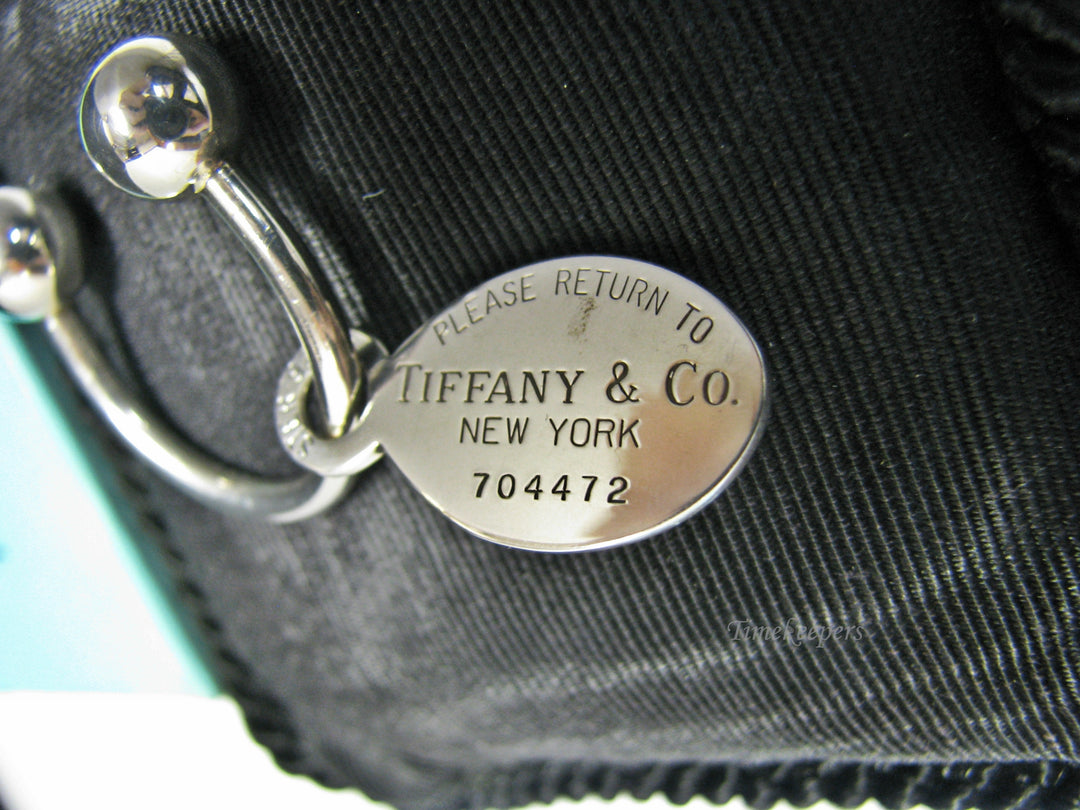 PLEASE RETURN TO
TIFFANY & CO.
NEW YORK
704472
Timekeepers